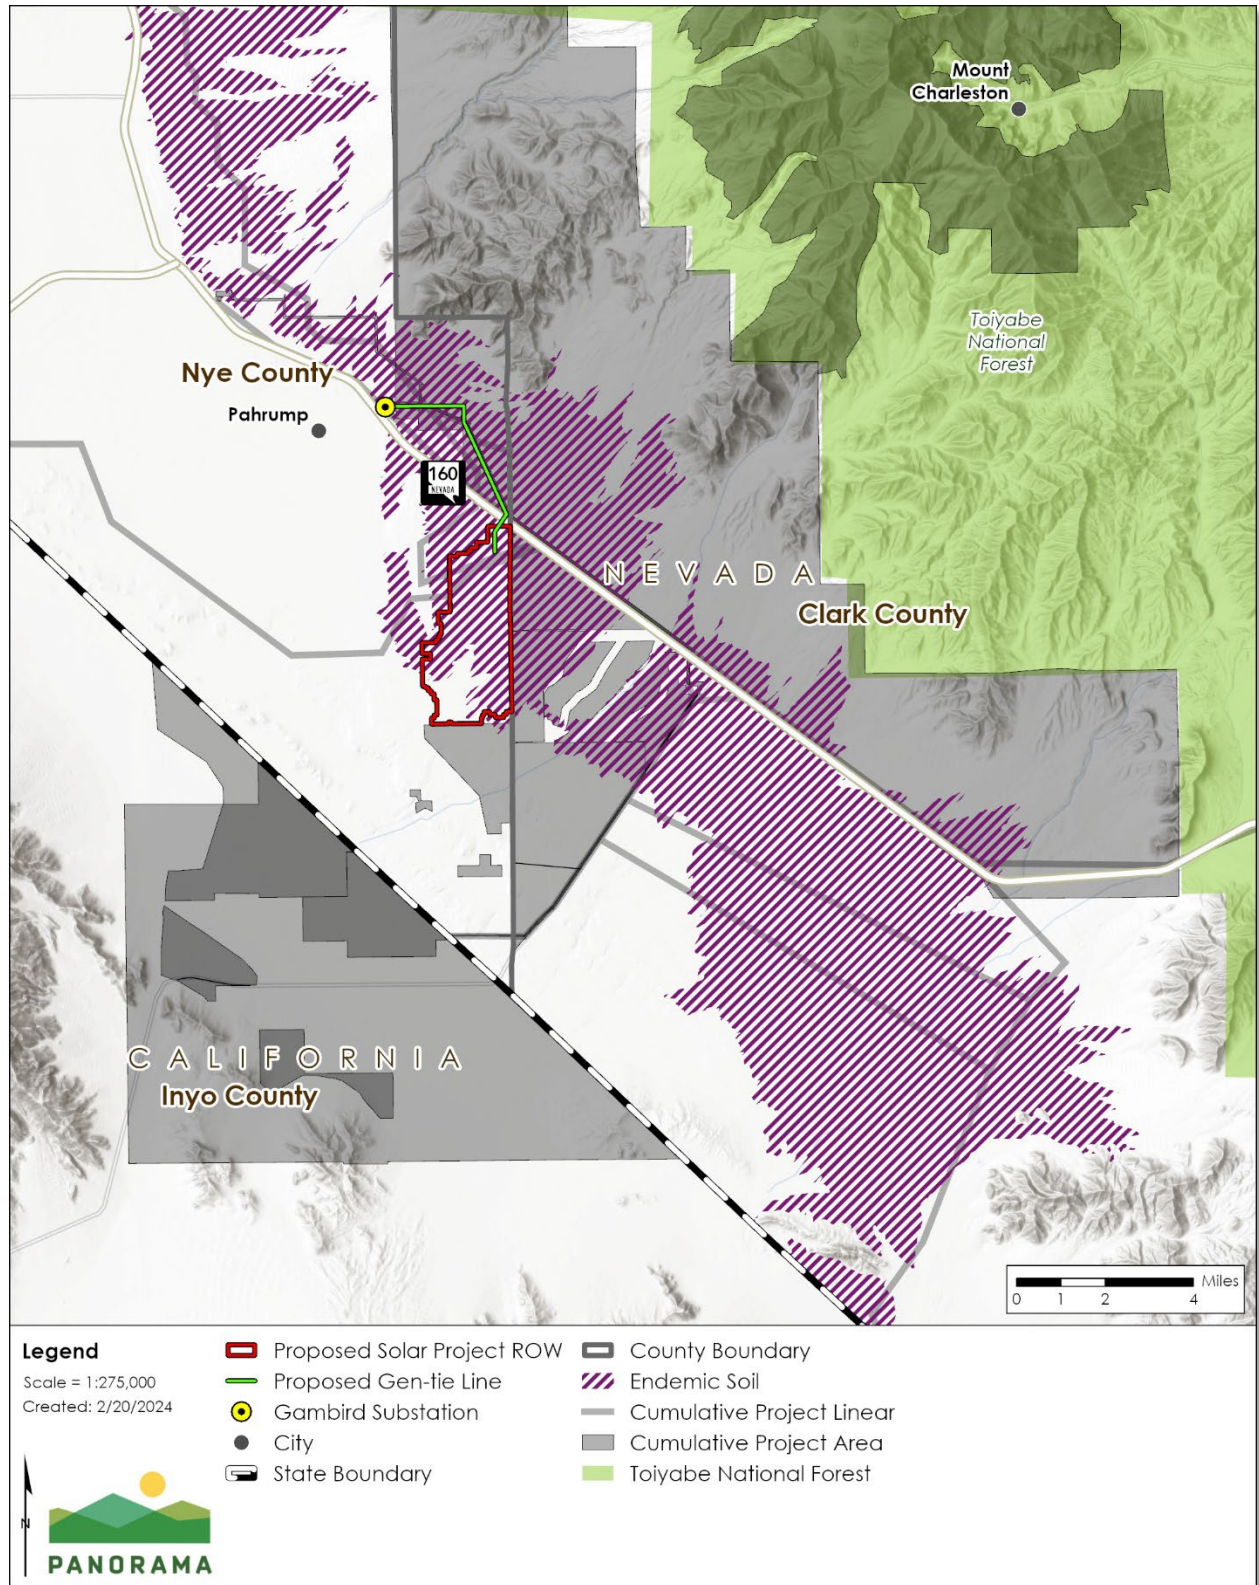 Mount
Charleston
Toiyabe
National
Forest
Nye County
Pahrump
160
NEVADA
NEVADA
Clark County
CALIFORNIA
Inyo County
Miles
0 1 2 4
Legend
Scale = 1:275,000
Created: 2/20/2024
N
PANORAMA
Proposed Solar Project ROW
Proposed Gen-tie Line
Gambird Substation
City
State Boundary
County Boundary
Endemic Soil
Cumulative Project Linear
Cumulative Project Area
Toiyabe National Forest